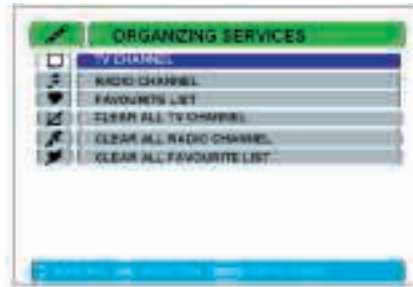 ORGANIZING SERVICES
TV CHANNEL
RADIO CHANNEL
FAVOURITE LIST
CLEAR ALL TV CHANNEL
CLEAR ALL RADIO CHANNEL
CLEAR ALL FAVOURITE LIST